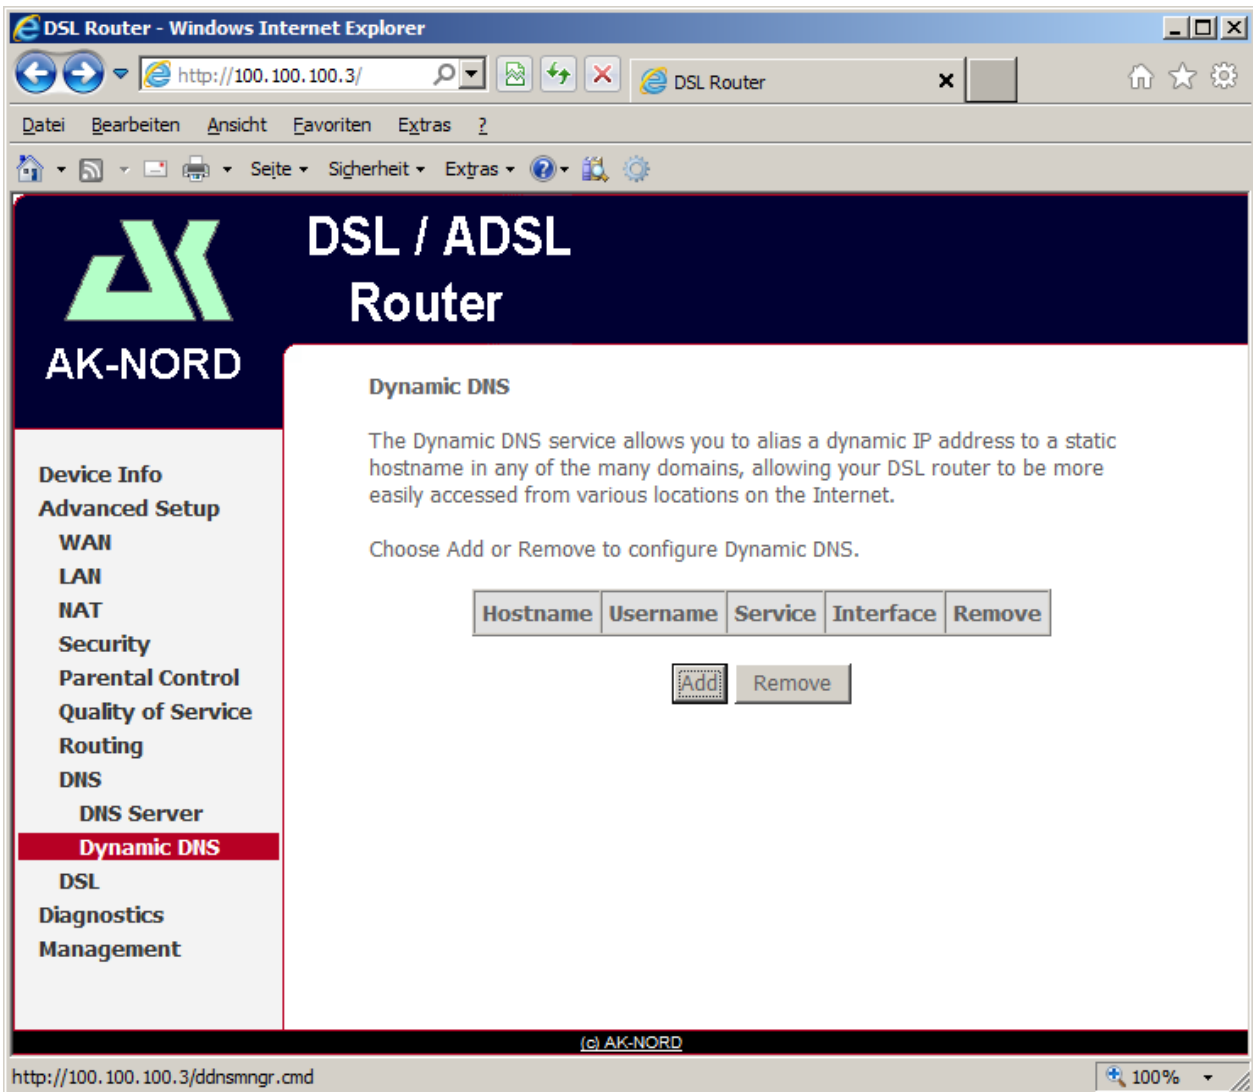 DSL Router - Windows Internet Explorer
http://100.100.100.3/
DSL Router
Datei Bearbeiten Ansicht Favoriten Extras ?
Seite Sicherheit Extras
DSL / ADSL
Router
AK-NORD
Device Info
Advanced Setup
WAN
LAN
NAT
Security
Parental Control
Quality of Service
Routing
DNS
DNS Server
Dynamic DNS
DSL
Diagnostics
Management
Dynamic DNS
The Dynamic DNS service allows you to alias a dynamic IP address to a static
hostname in any of the many domains, allowing your DSL router to be more
easily accessed from various locations on the Internet.
Choose Add or Remove to configure Dynamic DNS.
Hostname Username Service Interface Remove
Add Remove
(c) AK-NORD
http://100.100.100.3/ddnsmngr.cmd
100%